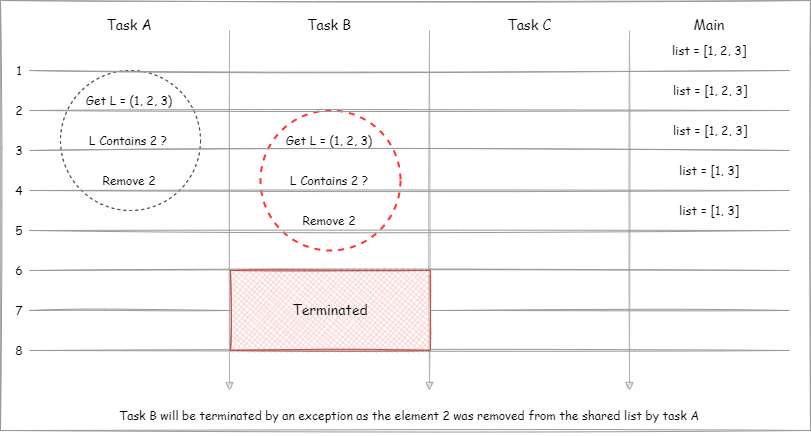 Task A Task B Task C Main
list = [1, 2, 3]
1
list = [1, 2, 3]
Get L = (1, 2, 3)
2
list = [1, 2, 3]
L Contains 2 ? Get L = (1, 2, 3)
3
list = [1, 3]
Remove 2 L Contains 2 ?
4
list = [1, 3]
Remove 2
5
6
7 Terminated
8
Task B will be terminated by an exception as the element 2 was removed from the shared list by task A